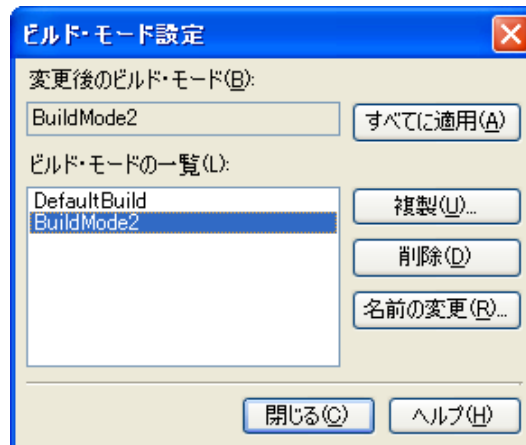 ビルド・モード設定
変更後のビルド・モード(B):
BuildMode2
すべてに適用(A)
ビルド・モードの一覧(L):
DefaultBuild
BuildMode2
複製(U)...
削除(D)
名前の変更(R)...
閉じる(C)
ヘルプ(H)